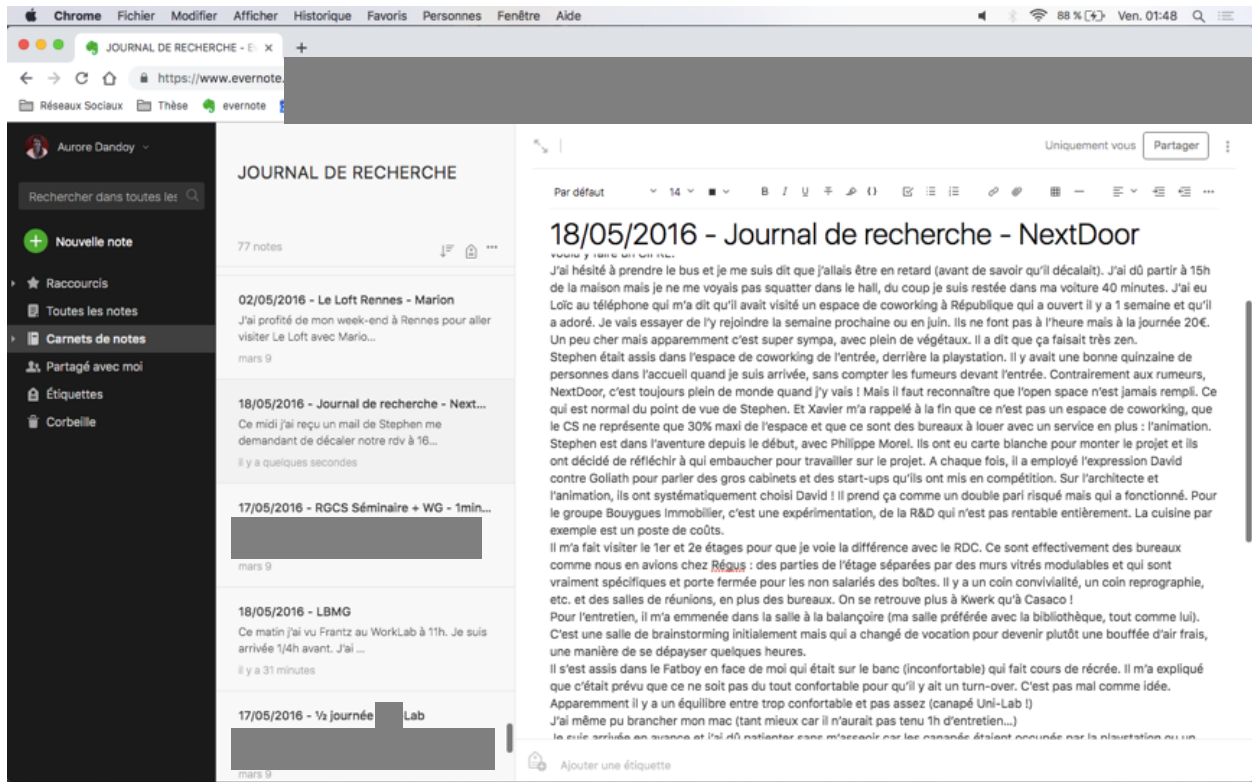 Chrome Fichier Modifier Afficher Historique Favoris Personnes Fenêtre Aide 88 % Ven. 01:48
JOURNAL DE RECHERCHE - E
https://www.evernote.
Réseaux Sociaux Thèse evernote
Aurore Dandoy
Rechercher dans toutes les
Nouvelle note
Raccourcis
Toutes les notes
Carnets de notes
Partagé avec moi
Étiquettes
Corbeille
JOURNAL DE RECHERCHE
77 notes
02/05/2016 - Le Loft Rennes - Marion
J'ai profité de mon week-end à Rennes pour aller
visiter Le Loft avec Mario...
mars 9
18/05/2016 - Journal de recherche - Next...
Ce midi j'ai reçu un mail de Stephen me
demandant de décaler notre rdv à 16...
il y a quelques secondes
17/05/2016 - RGCS Séminaire + WG - 1min...
mars 9
18/05/2016 - LBMG
Ce matin j'ai vu Frantz au WorkLab à 11h. Je suis
arrivée 1/4h avant. J'ai ...
il y a 31 minutes
17/05/2016 - ½ journée Lab
mars 9
Uniquement vous Partager
Par défaut 14 B I U
18/05/2016 - Journal de recherche - NextDoor
voulu y faire un CIFRE.
J'ai hésité à prendre le bus et je me suis dit que j'allais être en retard (avant de savoir qu'il décalait). J'ai dû partir à 15h
de la maison mais je ne me voyais pas squatter dans le hall, du coup je suis restée dans ma voiture 40 minutes. J'ai eu
Loïc au téléphone qui m'a dit qu'il avait visité un espace de coworking à République qui a ouvert il y a 1 semaine et qu'il
a adoré. Je vais essayer de l'y rejoindre la semaine prochaine ou en juin. Ils ne font pas à l'heure mais à la journée 20€.
Un peu cher mais apparemment c'est super sympa, avec plein de végétaux. Il a dit que ça faisait très zen.
Stephen était assis dans l'espace de coworking de l'entrée, derrière la playstation. Il y avait une bonne quinzaine de
personnes dans l'accueil quand je suis arrivée, sans compter les fumeurs devant l'entrée. Contrairement aux rumeurs,
NextDoor, c'est toujours plein de monde quand j'y vais ! Mais il faut reconnaître que l'open space n'est jamais rempli. Ce
qui est normal du point de vue de Stephen. Et Xavier m'a rappelé à la fin que ce n'est pas un espace de coworking, que
le CS ne représente que 30% maxi de l'espace et que ce sont des bureaux à louer avec un service en plus : l'animation.
Stephen est dans l'aventure depuis le début, avec Philippe Morel. Ils ont eu carte blanche pour monter le projet et ils
ont décidé de réfléchir à qui embaucher pour travailler sur le projet. A chaque fois, il a employé l'expression David
contre Goliath pour parler des gros cabinets et des start-ups qu'ils ont mis en compétition. Sur l'architecte et
l'animation, ils ont systématiquement choisi David ! Il prend ça comme un double pari risqué mais qui a fonctionné. Pour
le groupe Bouygues Immobilier, c'est une expérimentation, de la R&D qui n'est pas rentable entièrement. La cuisine par
exemple est un poste de coûts.
Il m'a fait visiter le 1er et 2e étages pour que je voie la différence avec le RDC. Ce sont effectivement des bureaux
comme nous en avions chez Régus : des parties de l'étage séparées par des murs vitrés modulables et qui sont
vraiment spécifiques et porte fermée pour les non salariés des boîtes. Il y a un coin convivialité, un coin reprographie,
etc. et des salles de réunions, en plus des bureaux. On se retrouve plus à Kwerk qu'à Casaco !
Pour l'entretien, il m'a emmenée dans la salle à la balançoire (ma salle préférée avec la bibliothèque, tout comme lui).
C'est une salle de brainstorming initialement mais qui a changé de vocation pour devenir plutôt une bouffée d'air frais,
une manière de se dépayser quelques heures.
Il s'est assis dans le Fatboy en face de moi qui était sur le banc (inconfortable) qui fait cours de récrée. Il m'a expliqué
que c'était prévu que ce ne soit pas du tout confortable pour qu'il y ait un turn-over. C'est pas mal comme idée.
Apparemment il y a un équilibre entre trop confortable et pas assez (canapé Uni-Lab !)
J'ai même pu brancher mon mac (tant mieux car il n'aurait pas tenu 1h d'entretien...)
Je suis arrivée en avance et j'ai dû patienter sans m'asseoir car les canapés étaient occupés par la playstation ou un
Ajouter une étiquette